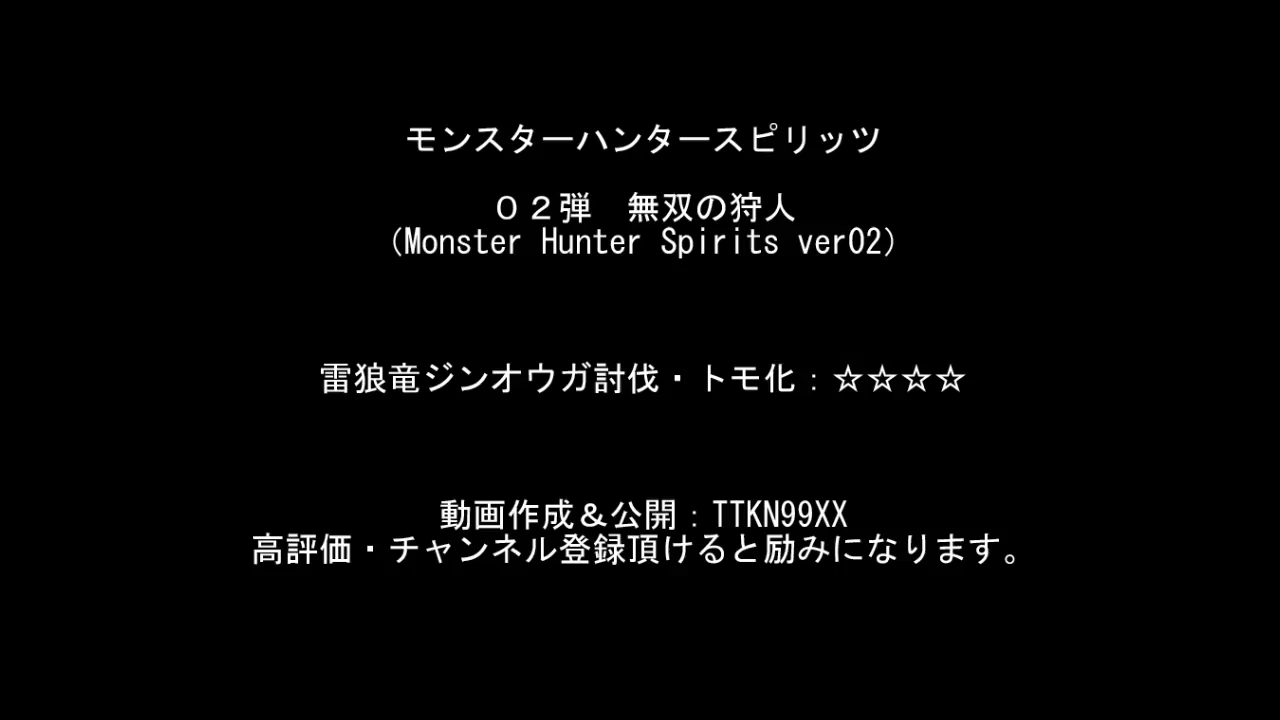 モンスターハンタースピリッツ
０２弾　無双の狩人
(Monster Hunter Spirits ver02)
雷狼竜ジンオウガ討伐・トモ化：☆☆☆☆
動画作成＆公開：TTKN99XX
高評価・チャンネル登録頂けると励みになります。